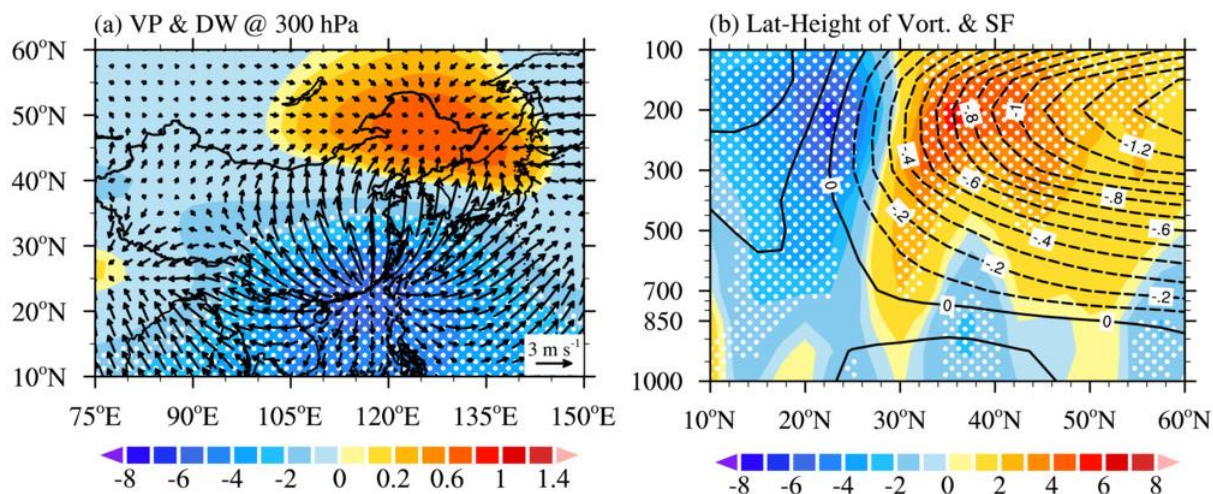 (a) VP & DW @ 300 hPa
60°N
50°N
40°N
30°N
20°N
10°N
3 m s⁻¹
75°E 90°E 105°E 120°E 135°E 150°E
-8 -6 -4 -2 0 0.2 0.6 1 1.4
(b) Lat-Height of Vort. & SF
100
200
300
500
700
850
1000
-.8 -1
-1.2
-.4
0 -.6 -.8
-.2 -.6
-.4
-.2
-.2
0 0
10°N 20°N 30°N 40°N 50°N 60°N
-8 -6 -4 -2 0 2 4 6 8